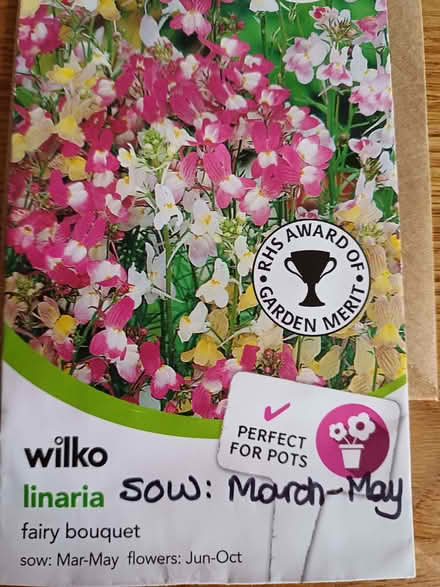 RHS AWARD OF
GARDEN MERIT
PERFECT
FOR POTS
wilko
linaria sow: March-May
fairy bouquet
sow: Mar-May flowers: Jun-Oct